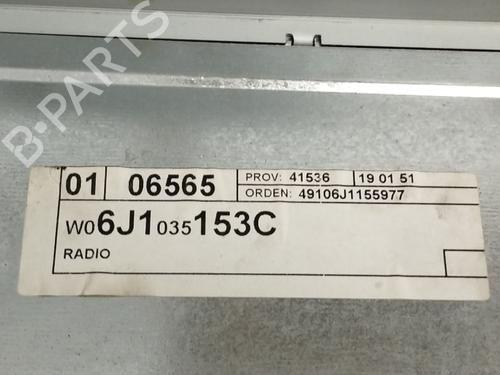 B-PARTS
01 06565 PROV: 41536 19 01 51
ORDEN: 49106J1155977
W06J1035153C
RADIO